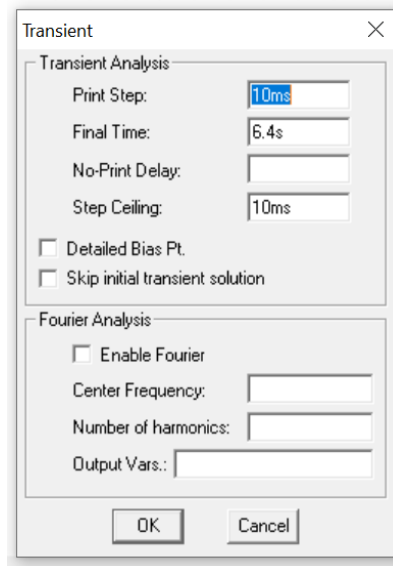 Transient
Transient Analysis
Print Step: 10ms
Final Time: 6.4s
No-Print Delay:
Step Ceiling: 10ms
Detailed Bias Pt.
Skip initial transient solution
Fourier Analysis
Enable Fourier
Center Frequency:
Number of harmonics:
Output Vars.:
OK Cancel